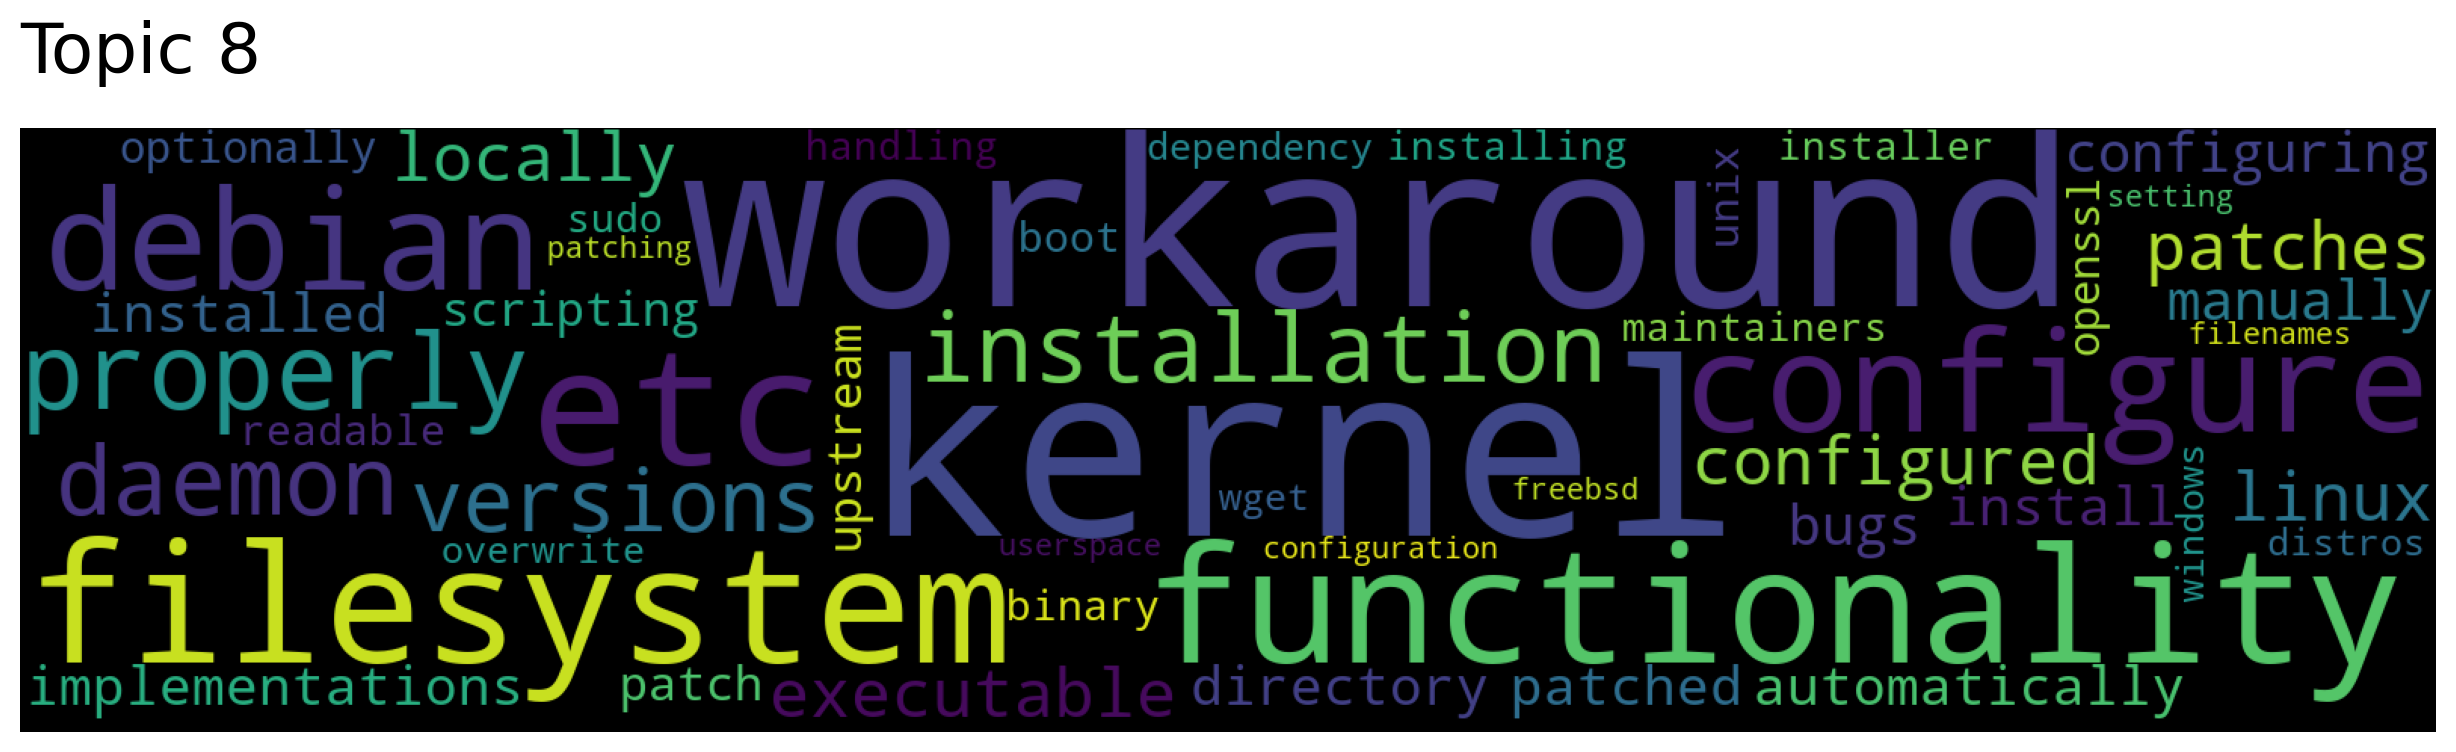 Topic 8
optionally locally handling dependency installing unix installer configuring
debian sudo patching workaround boot openssl setting patches
installed scripting installation maintainers manually filenames
properly etc upstream kernel configure
readable daemon versions wget freebsd configured windows linux
overwrite userspace configuration bugs install distros
filesystem binary functionality
implementations patch executable directory patched automatically